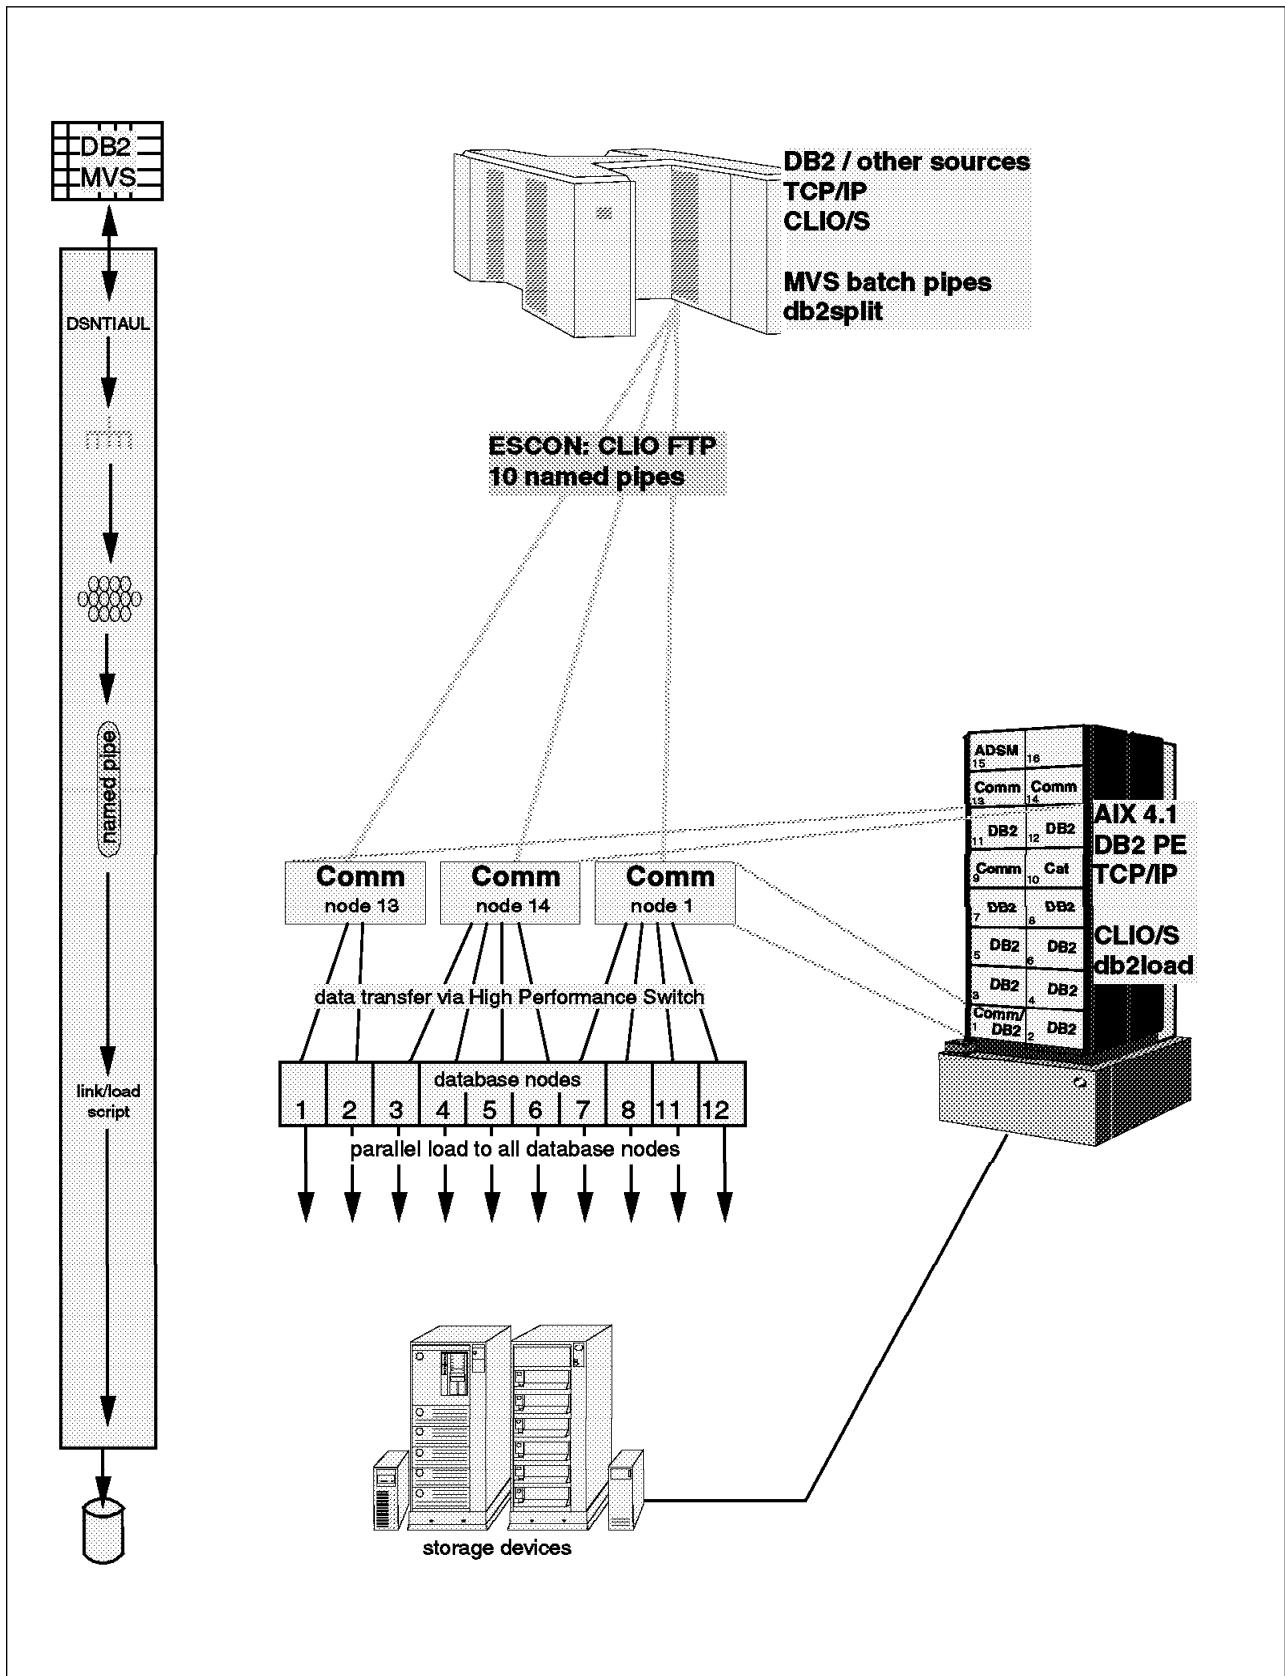 DB2
MVS
DSNTIAUL
named pipe
link/load
script
DB2 / other sources
TCP/IP
CLIO/S
MVS batch pipes
db2split
ESCON: CLIO FTP
10 named pipes
Comm
node 13
Comm
node 14
Comm
node 1
data transfer via High Performance Switch
database nodes
1 2 3 4 5 6 7 8 11 12
parallel load to all database nodes
ADSM
15 16
Comm Comm
13 14
DB2 DB2
11 12
Comm Cat
9 10
DB2 DB2
7 8
DB2 DB2
5 6
DB2 DB2
3 4
Comm/
1 DB2 2 DB2
AIX 4.1
DB2 PE
TCP/IP
CLIO/S
db2load
storage devices